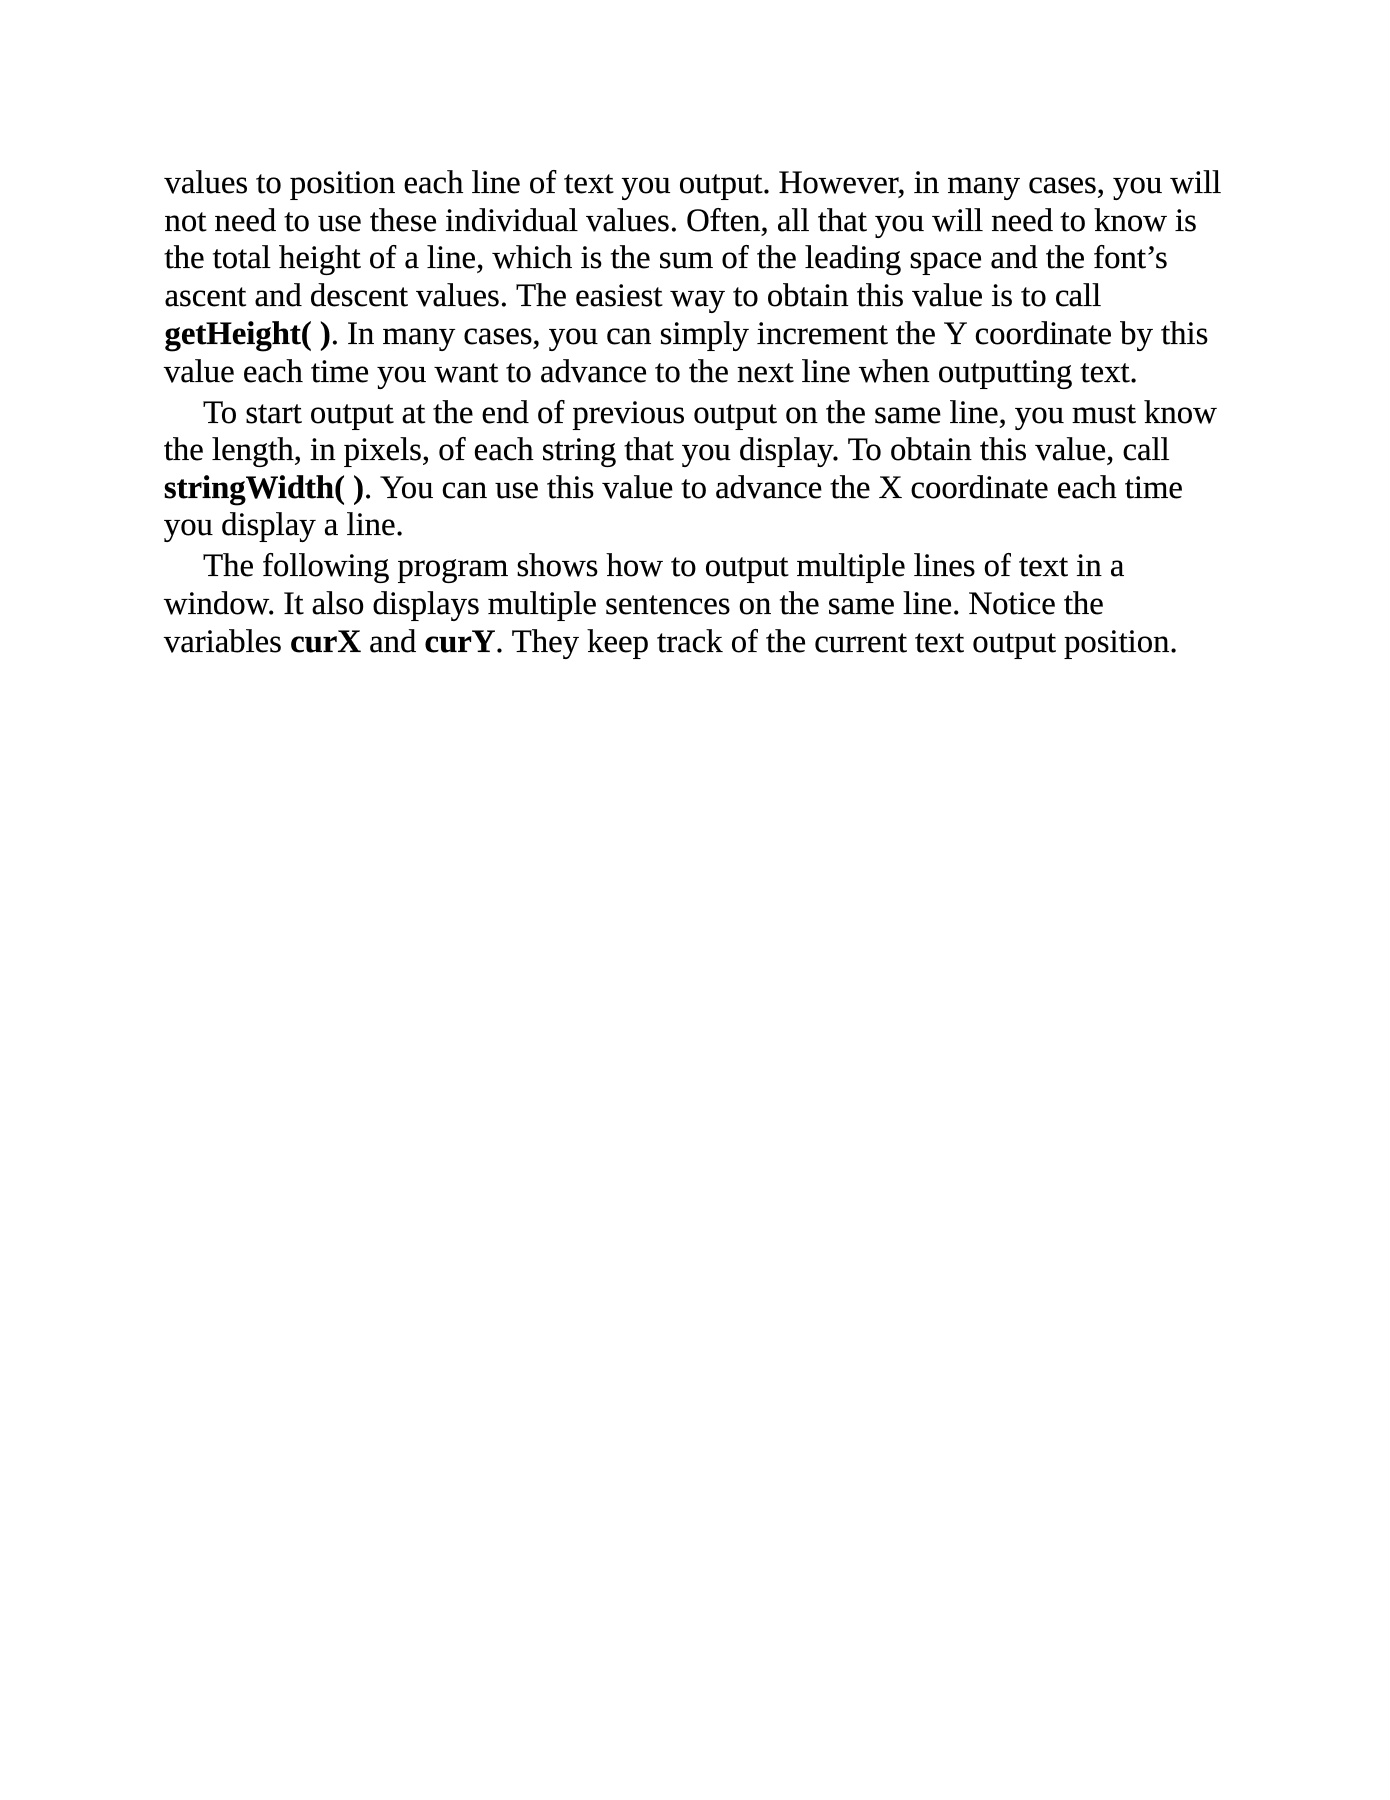 values to position each line of text you output. However, in many cases, you will
not need to use these individual values. Often, all that you will need to know is
the total height of a line, which is the sum of the leading space and the font’s
ascent and descent values. The easiest way to obtain this value is to call
getHeight( ). In many cases, you can simply increment the Y coordinate by this
value each time you want to advance to the next line when outputting text.
To start output at the end of previous output on the same line, you must know
the length, in pixels, of each string that you display. To obtain this value, call
stringWidth( ). You can use this value to advance the X coordinate each time
you display a line.
The following program shows how to output multiple lines of text in a
window. It also displays multiple sentences on the same line. Notice the
variables curX and curY. They keep track of the current text output position.